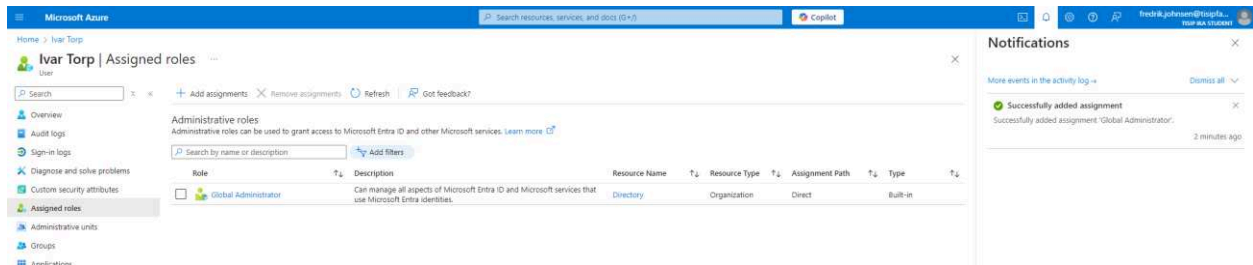 Microsoft Azure
Search resources, services, and docs (G+/)
Copilot
fredrik.johnsen@tisipfa...
TISIP IKA STUDENT
Home > Ivar Torp
Ivar Torp | Assigned roles ...
User
Search
Overview
Audit logs
Sign-in logs
Diagnose and solve problems
Custom security attributes
Assigned roles
Administrative units
Groups
Applications
+ Add assignments
Remove assignments
Refresh
Got feedback?
Administrative roles
Administrative roles can be used to grant access to Microsoft Entra ID and other Microsoft services. Learn more
Search by name or description
Add filters
Role
Description
Resource Name
Resource Type
Assignment Path
Type
Global Administrator
Can manage all aspects of Microsoft Entra ID and Microsoft services that
use Microsoft Entra identities.
Directory
Organization
Direct
Built-in
Notifications
More events in the activity log →
Dismiss all
Successfully added assignment
Successfully added assignment 'Global Administrator'.
2 minutes ago